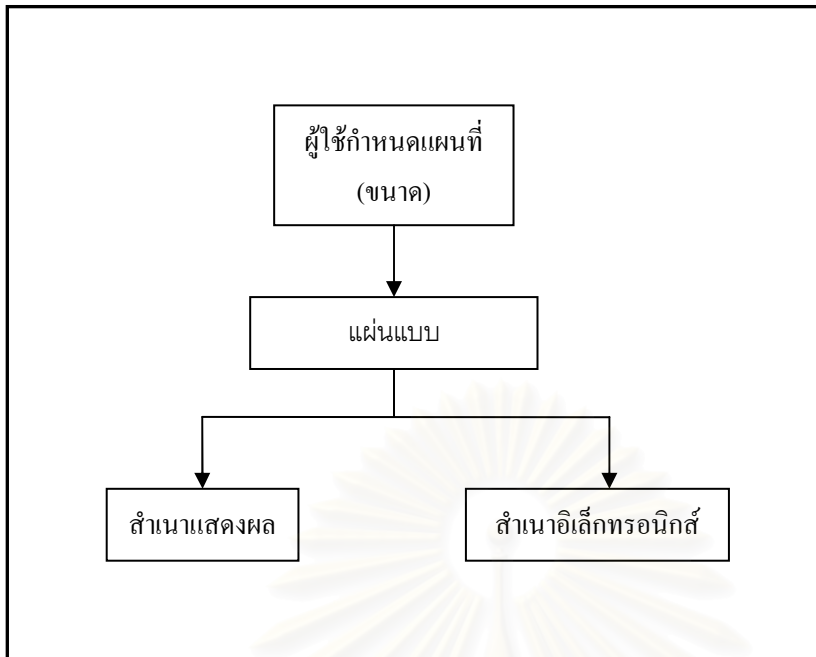 ผู้ใช้กำหนดแผนที่
(ขนาด)
แผ่นแบบ
สำเนาแสดงผล
สำเนาอิเล็กทรอนิกส์